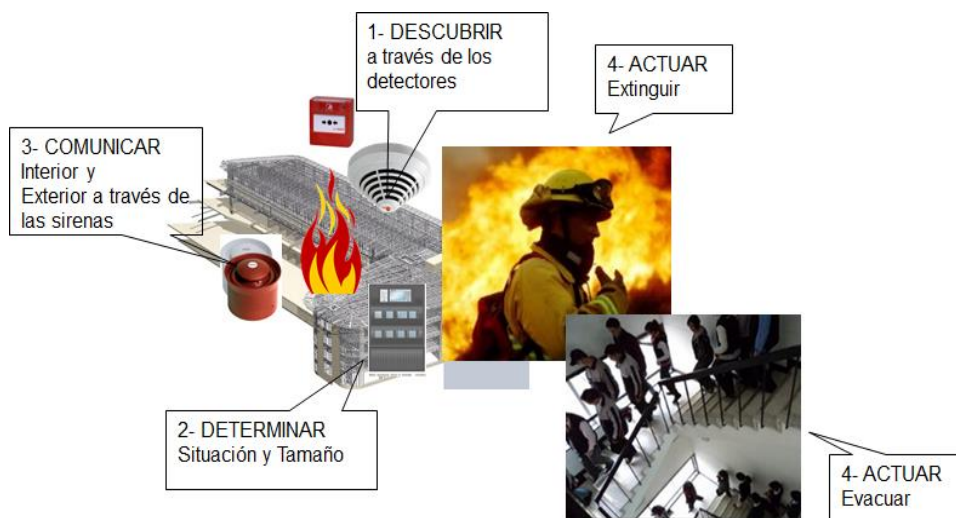 1- DESCUBRIR
a través de los
detectores
4- ACTUAR
Extinguir
3- COMUNICAR
Interior y
Exterior a través de
las sirenas
2- DETERMINAR
Situación y Tamaño
4- ACTUAR
Evacuar